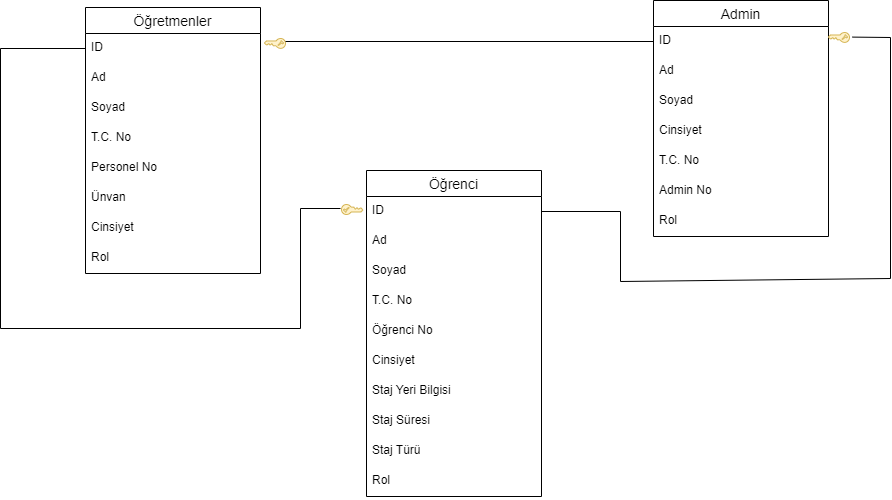 Öğretmenler
ID
Ad
Soyad
T.C. No
Personel No
Ünvan
Cinsiyet
Rol
Admin
ID
Ad
Soyad
Cinsiyet
T.C. No
Admin No
Rol
Öğrenci
ID
Ad
Soyad
T.C. No
Öğrenci No
Cinsiyet
Staj Yeri Bilgisi
Staj Süresi
Staj Türü
Rol